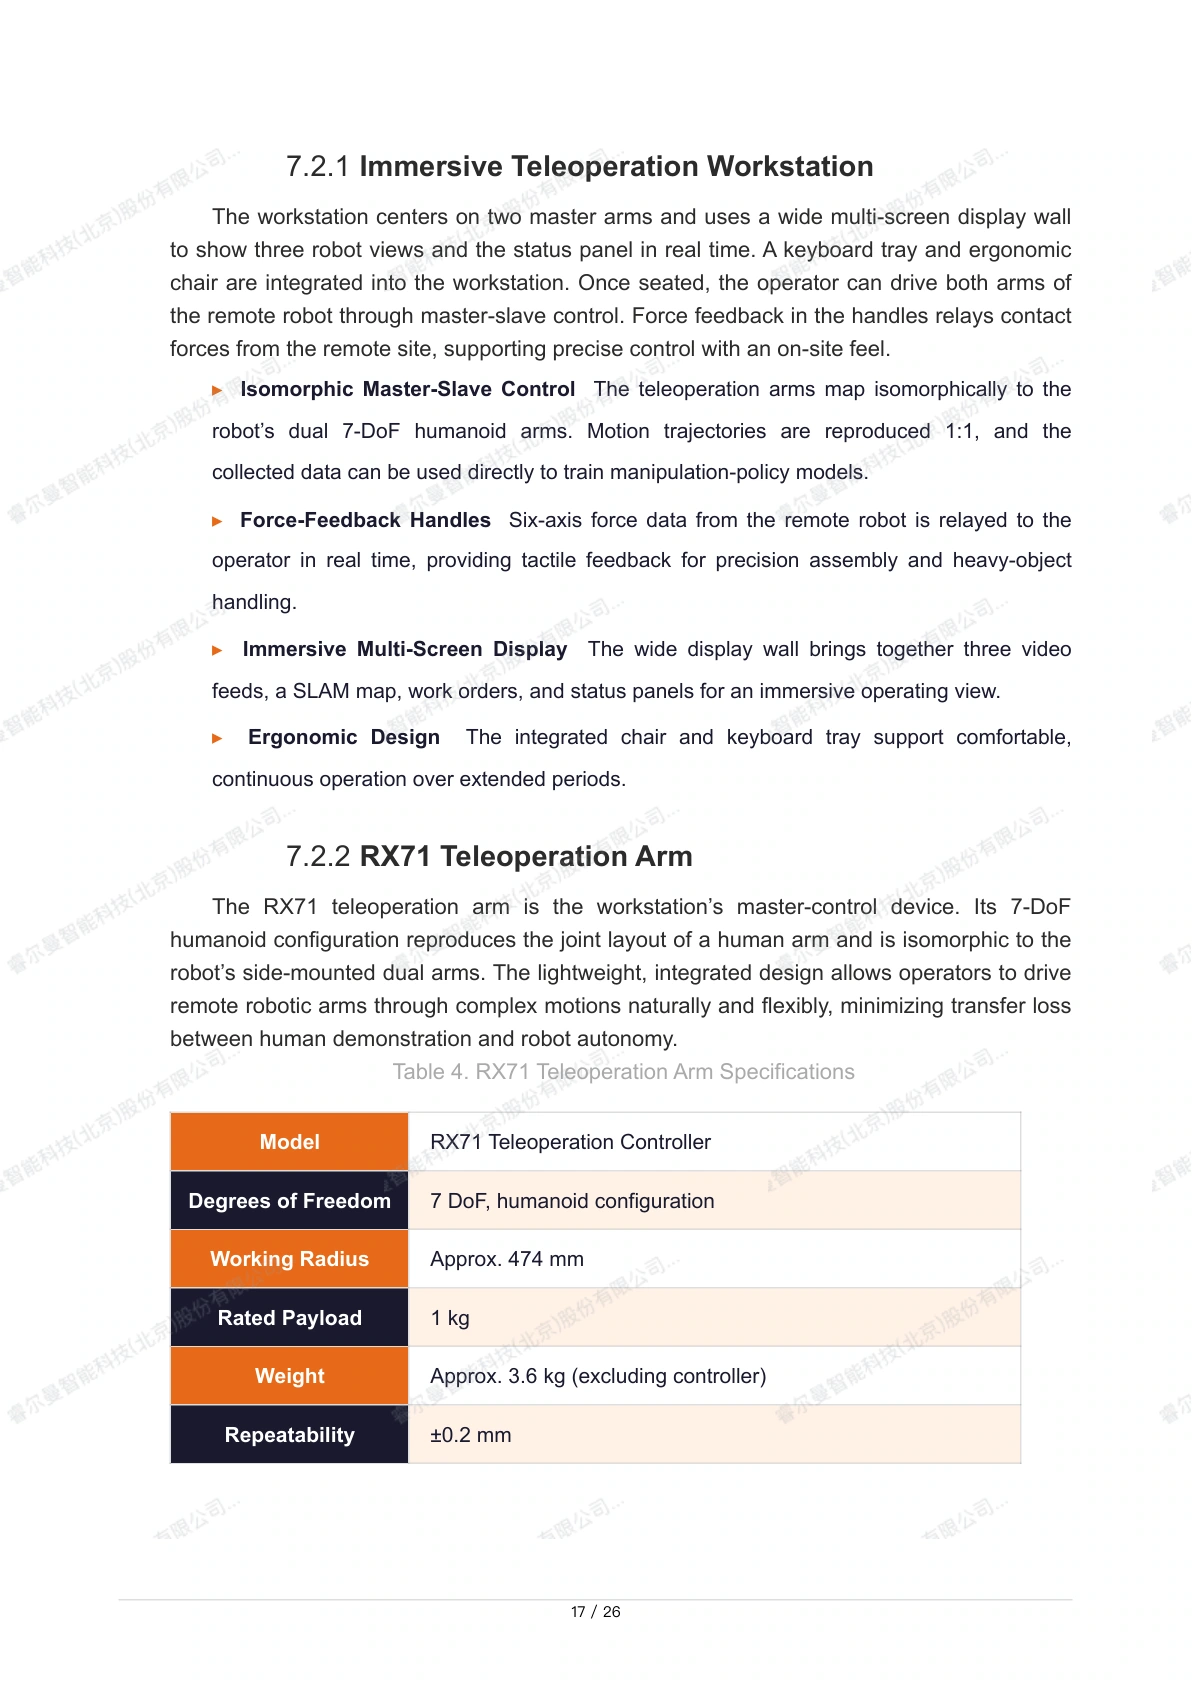 7.2.1 Immersive Teleoperation Workstation
The workstation centers on two master arms and uses a wide multi-screen display wall
to show three robot views and the status panel in real time. A keyboard tray and ergonomic
chair are integrated into the workstation. Once seated, the operator can drive both arms of
the remote robot through master-slave control. Force feedback in the handles relays contact
forces from the remote site, supporting precise control with an on-site feel.
▸ Isomorphic Master-Slave Control The teleoperation arms map isomorphically to the
robot’s dual 7-DoF humanoid arms. Motion trajectories are reproduced 1:1, and the
collected data can be used directly to train manipulation-policy models.
▸ Force-Feedback Handles Six-axis force data from the remote robot is relayed to the
operator in real time, providing tactile feedback for precision assembly and heavy-object
handling.
▸ Immersive Multi-Screen Display The wide display wall brings together three video
feeds, a SLAM map, work orders, and status panels for an immersive operating view.
▸ Ergonomic Design The integrated chair and keyboard tray support comfortable,
continuous operation over extended periods.
7.2.2 RX71 Teleoperation Arm
The RX71 teleoperation arm is the workstation’s master-control device. Its 7-DoF
humanoid configuration reproduces the joint layout of a human arm and is isomorphic to the
robot’s side-mounted dual arms. The lightweight, integrated design allows operators to drive
remote robotic arms through complex motions naturally and flexibly, minimizing transfer loss
between human demonstration and robot autonomy.
Table 4. RX71 Teleoperation Arm Specifications
Model RX71 Teleoperation Controller
Degrees of Freedom 7 DoF, humanoid configuration
Working Radius Approx. 474 mm
Rated Payload 1 kg
Weight Approx. 3.6 kg (excluding controller)
Repeatability ±0.2 mm
17 / 26
睿尔曼智能科技(北京)股份有限公司...